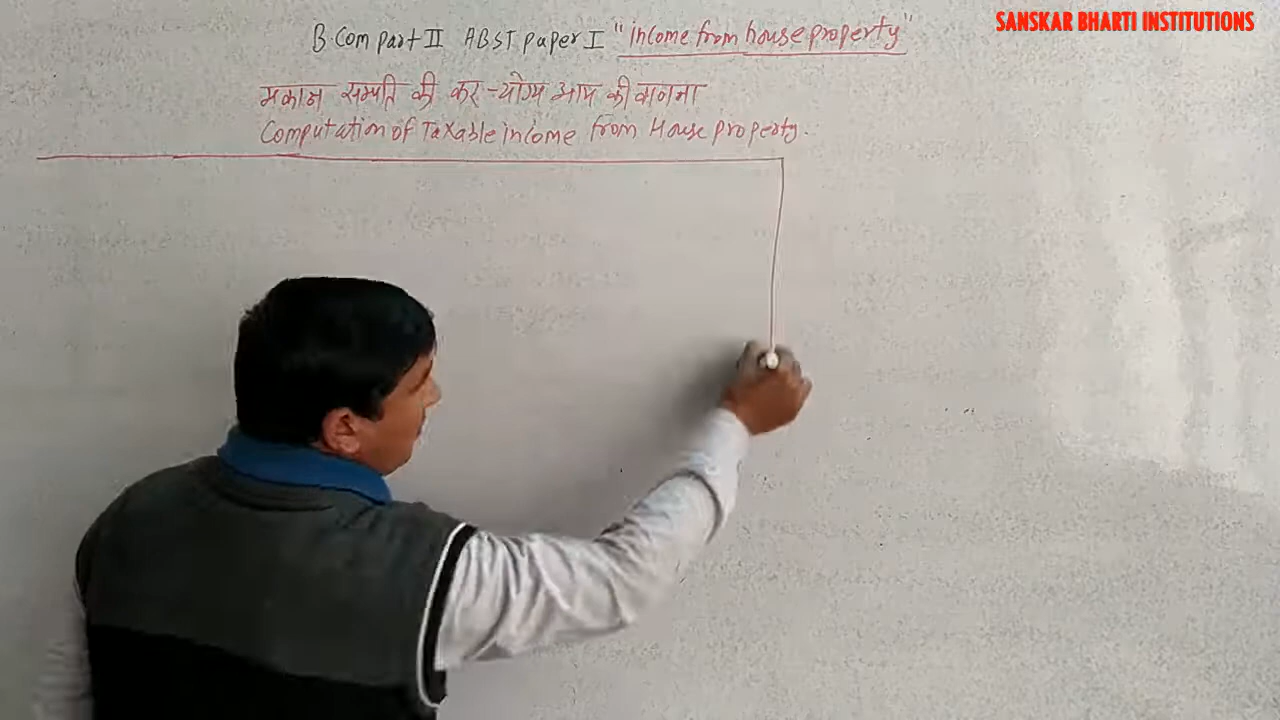 SANSKAR BHARTI INSTITUTIONS
B Com part II ABST paper I "income from house property"
मकान सम्पति की कर-योग्य आय की गणना
Computation of Taxable income from House property.